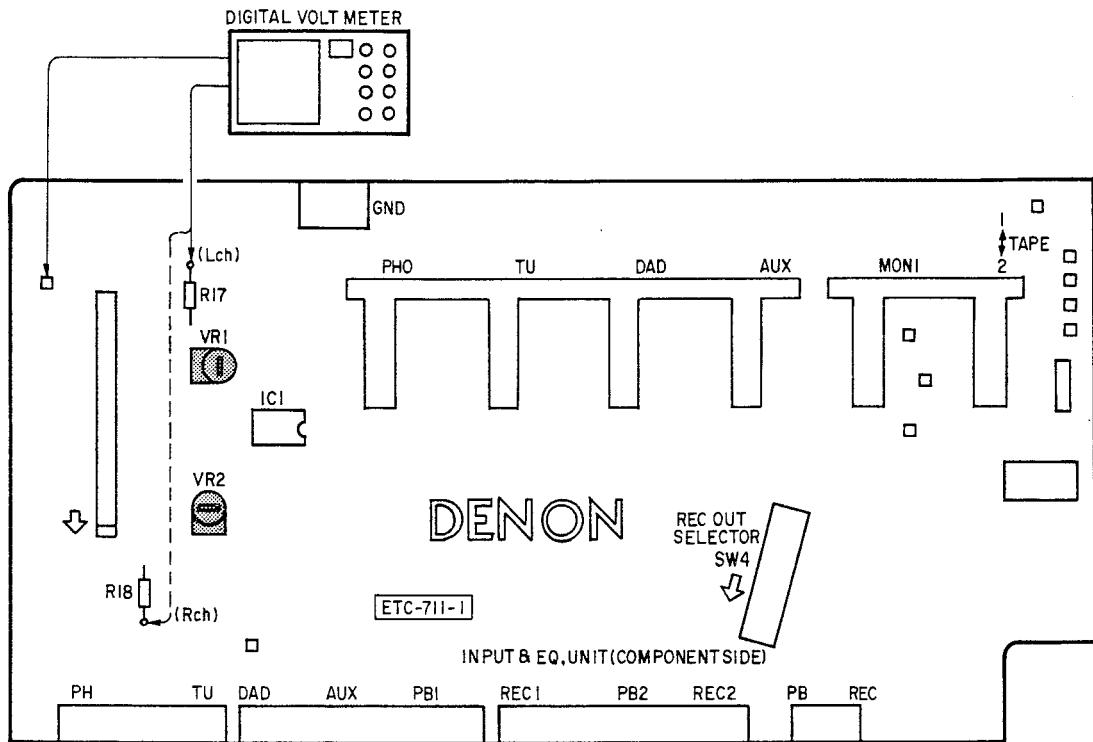 DIGITAL VOLT METER
GND
(Lch)
R17
1
TAPE
2
PHO TU DAD AUX MONI
VR1
IC1
VR2
DENON
REC OUT
SELECTOR
SW4
R18
(Rch)
ETC-711-1
INPUT & EQ, UNIT (COMPONENT SIDE)
PH TU DAD AUX PB1 REC1 PB2 REC2 PB REC